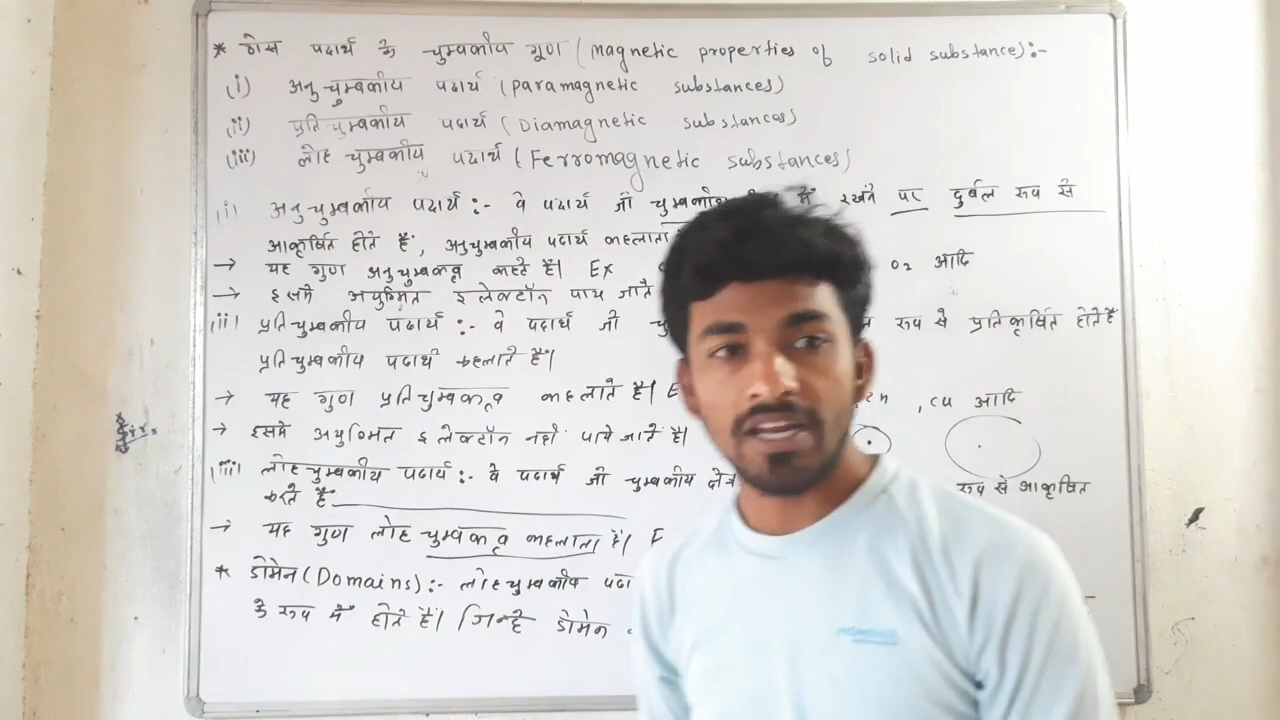 * ठोस पदार्थ के चुम्बकीय गूण (magnetic properties of solid substance):-
(i) अनुचुम्बकीय पदार्थ (paramagnetic substances)
(ii) प्रतिचुम्बकीय पदार्थ (Diamagnetic substances)
(iii) लोह चुम्बकीय पदार्थ (Ferromagnetic substances)
(i) अनुचुम्बकीय पदार्थ :- वे पदार्थ जो चुम्बकीय में रखने पर दुर्बल रूप से
आकृर्षित होते हैं, अनुचुम्बकीय पदार्थ कहलाता
→ यह गुण अनुचुम्बकत्व कहते है। Ex O2 आदि
→ इसमे अयुग्मित इलेक्टॉन पाये जाते
(ii) प्रतिचुम्बकीय पदार्थ :- वे पदार्थ जो चु रूप से प्रतिकृर्षित होते है
प्रतिचुम्बकीय पदार्थ कहलाते है।
→ यह गुण प्रतिचुम्बकत्व कहलाते है। E , Cu आदि
→ इसमे अयुग्मित इलेक्टॉन नहीं पाये जाते है।
(iii) लोहचुम्बकीय पदार्थ :- वे पदार्थ जो चुम्बकीय क्षेत्र रूप से आकृर्षित
करते है:
→ यह गुण लोह चुम्बकत्व कहलाता है। E
* डोमेन (Domains) :- लोहचुम्बकीय पदा
के रूप में होते है। जिन्हे डोमेन